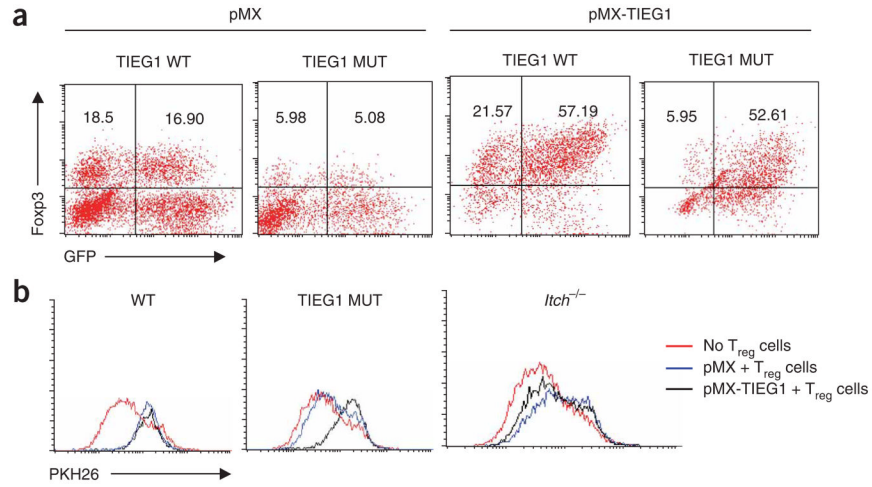 a
pMX
pMX-TIEG1
TIEG1 WT
TIEG1 MUT
TIEG1 WT
TIEG1 MUT
18.5
16.90
5.98
5.08
21.57
57.19
5.95
52.61
Foxp3
GFP
b
WT
TIEG1 MUT
Itch–/–
No Treg cells
pMX + Treg cells
pMX-TIEG1 + Treg cells
PKH26